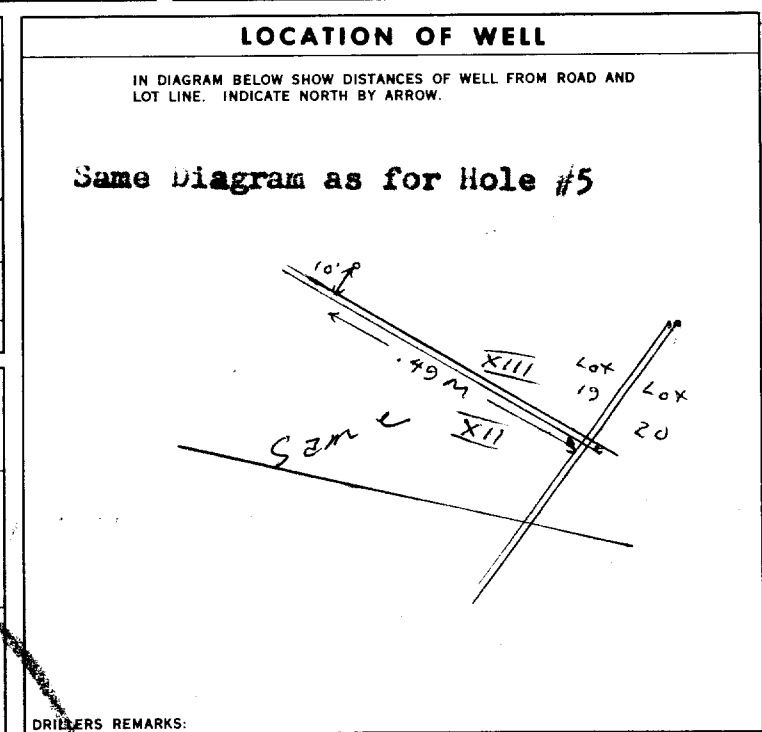 LOCATION OF WELL
IN DIAGRAM BELOW SHOW DISTANCES OF WELL FROM ROAD AND
LOT LINE. INDICATE NORTH BY ARROW.
Same Diagram as for Hole #5
10'
.49 M
XIII
Lot
19
Lot
20
Same
XII
DRILLERS REMARKS: